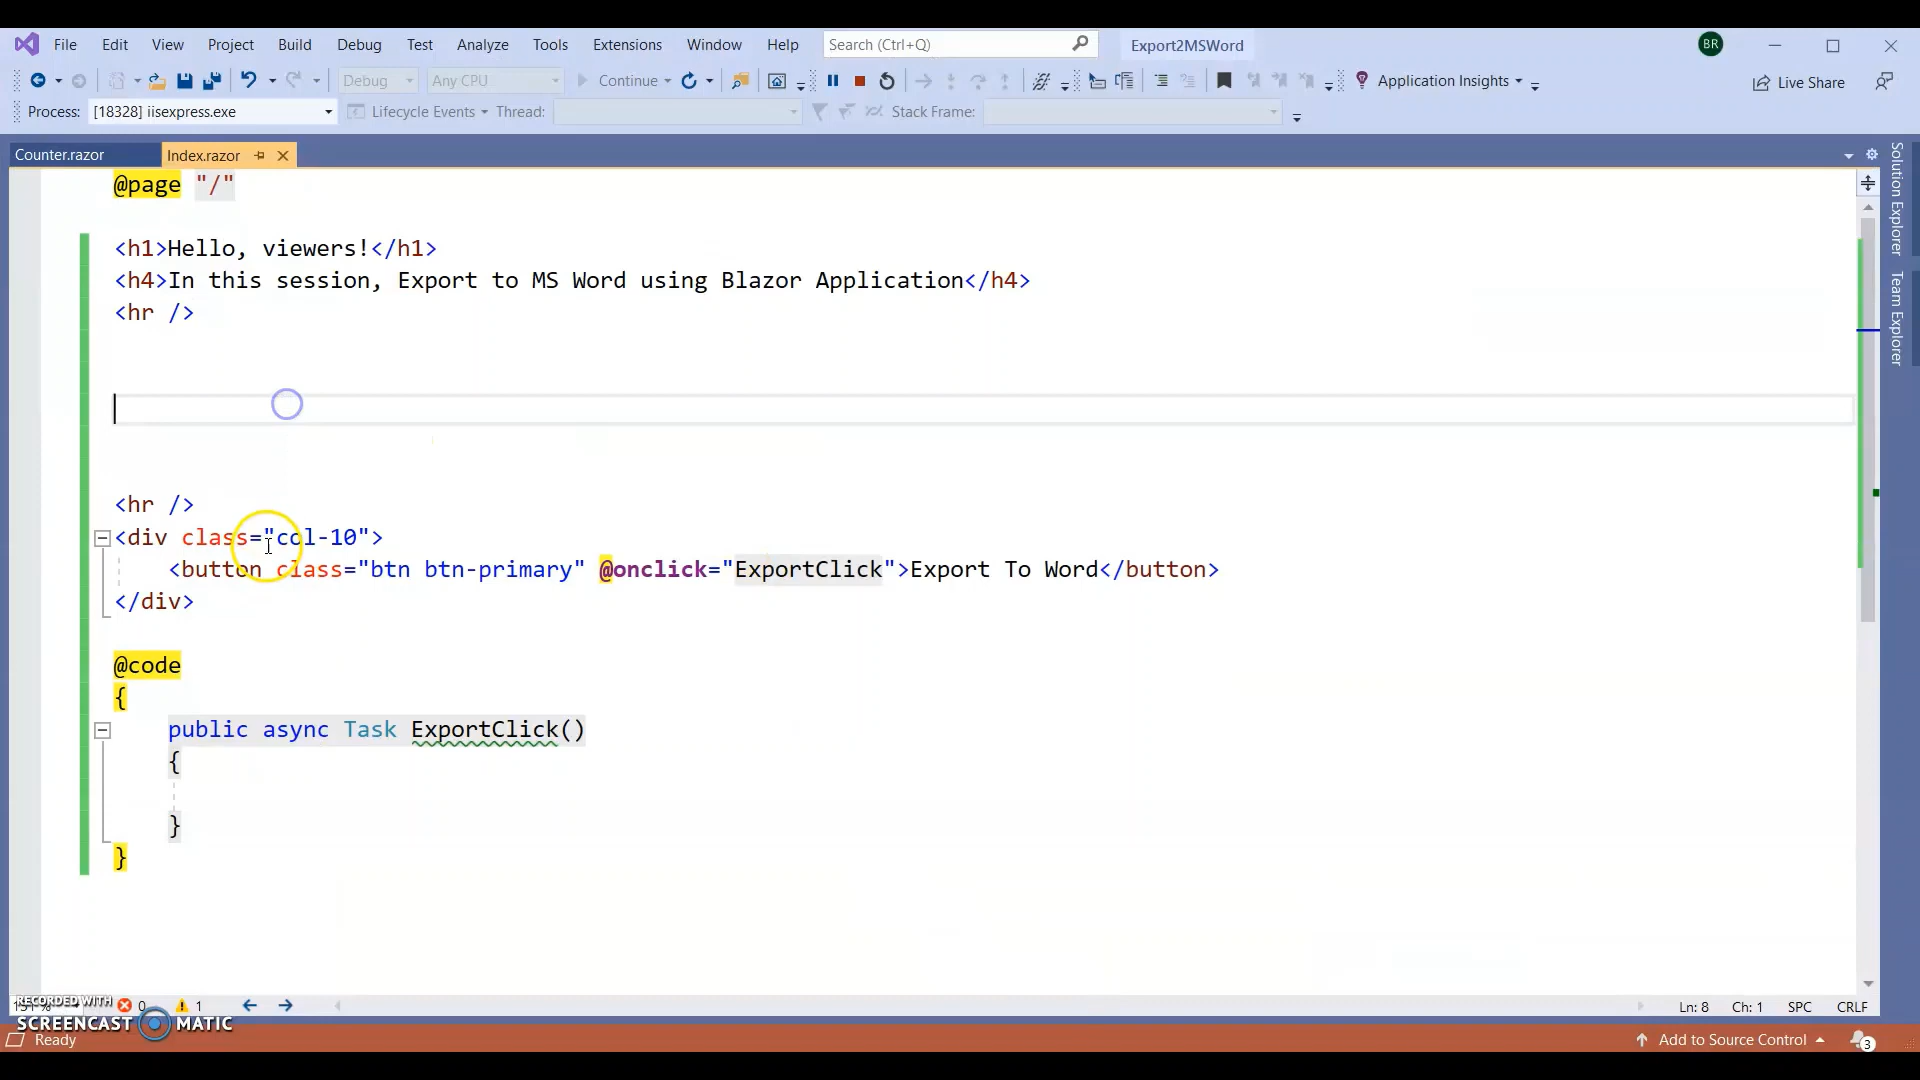 File Edit View Project Build Debug Test Analyze Tools Extensions Window Help Search (Ctrl+Q) Export2MSWord BR
Debug Any CPU Continue Application Insights Live Share
Process: [18328] iisexpress.exe Lifecycle Events Thread: Stack Frame:
Counter.razor Index.razor
@page "/"
<h1>Hello, viewers!</h1>
<h4>In this session, Export to MS Word using Blazor Application</h4>
<hr />
<hr />
<div class="col-10">
<button class="btn btn-primary" @onclick="ExportClick">Export To Word</button>
</div>
@code
{
public async Task ExportClick()
{
}
}
Solution Explorer
Team Explorer
0 1 Ln: 8 Ch: 1 SPC CRLF
RECORDED WITH
SCREENCAST MATIC
Ready Add to Source Control 3